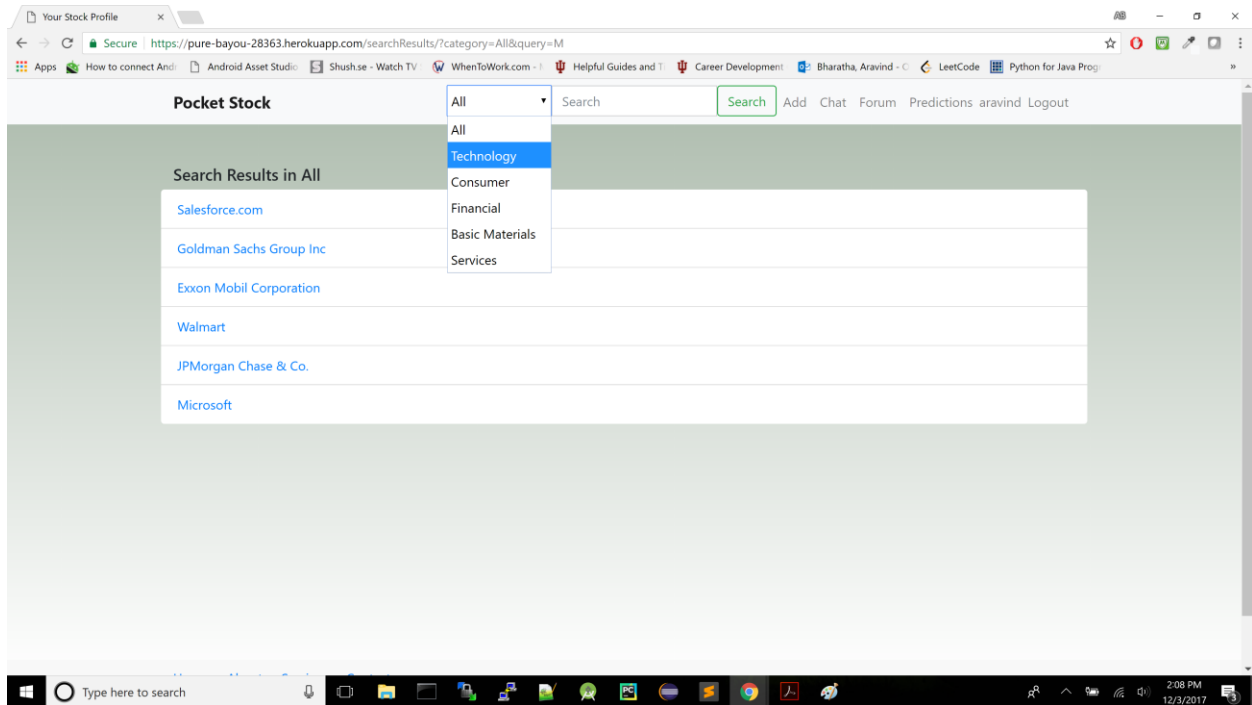 Your Stock Profile
AB
Secure https://pure-bayou-28363.herokuapp.com/searchResults/?category=All&query=M
Apps How to connect Andr Android Asset Studio Shush.se - Watch TV WhenToWork.com - Helpful Guides and Career Development Bharatha, Aravind - LeetCode Python for Java Progr »
Pocket Stock All Search Search Add Chat Forum Predictions aravind Logout
All
Technology
Consumer
Financial
Basic Materials
Services
Search Results in All
Salesforce.com
Goldman Sachs Group Inc
Exxon Mobil Corporation
Walmart
JPMorgan Chase & Co.
Microsoft
Type here to search
2:08 PM
12/3/2017
3